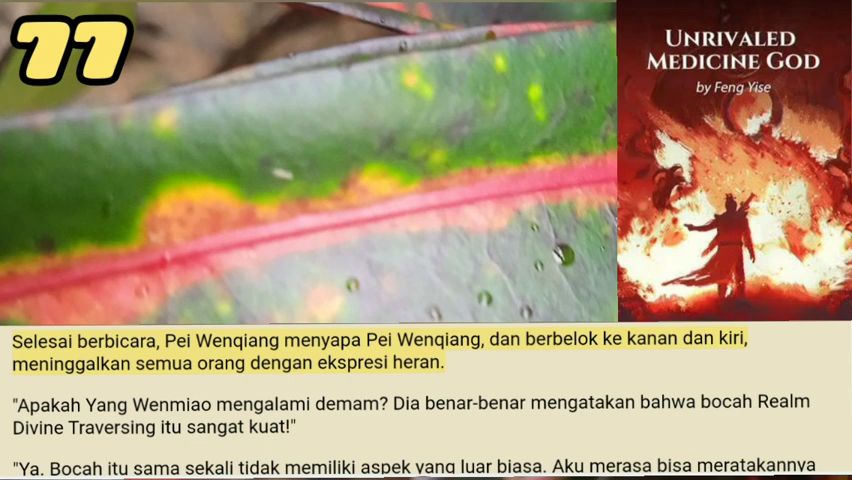 77
UNRIVALED
MEDICINE GOD
by Feng Yise
Selesai berbicara, Pei Wenqiang menyapa Pei Wenqiang, dan berbelok ke kanan dan kiri,
meninggalkan semua orang dengan ekspresi heran.
"Apakah Yang Wenmiao mengalami demam? Dia benar-benar mengatakan bahwa bocah Realm
Divine Traversing itu sangat kuat!"
"Ya. Bocah itu sama sekali tidak memiliki aspek yang luar biasa. Aku merasa bisa meratakannya